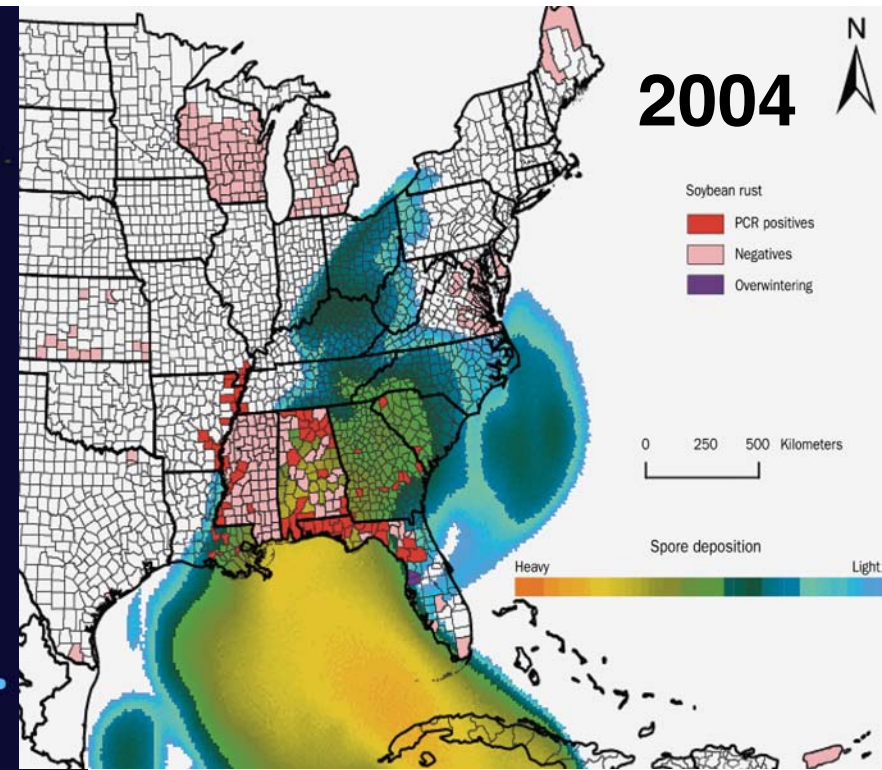 N
2004
Soybean rust
PCR positives
Negatives
Overwintering
0 250 500 Kilometers
Spore deposition
Heavy Light